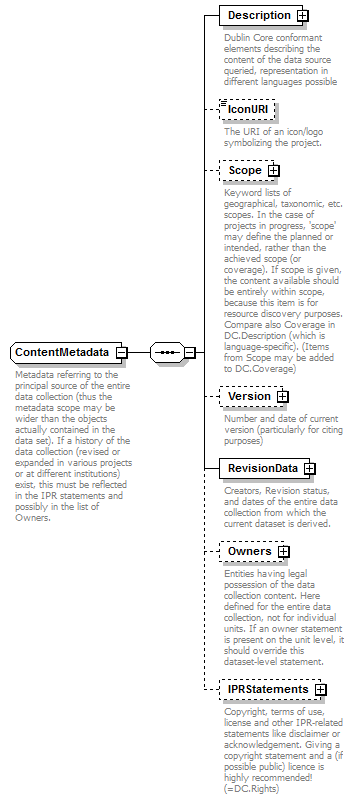 Description
Dublin Core conformant
elements describing the
content of the data source
queried, representation in
different languages possible
IconURI
The URI of an icon/logo
symbolizing the project.
Scope
Keyword lists of
geographical, taxonomic, etc.
scopes. In the case of
projects in progress, 'scope'
may define the planned or
intended, rather than the
achieved scope (or
coverage). If scope is given,
the content available should
be entirely within scope,
because this item is for
resource discovery purposes.
Compare also Coverage in
DC.Description (which is
language-specific). (Items
from Scope may be added
to DC.Coverage)
ContentMetadata
Metadata referring to the
principal source of the entire
data collection (thus the
metadata scope may be
wider than the objects
actually contained in the
data set). If a history of the
data collection (revised or
expanded in various projects
or at different institutions)
exist, this must be reflected
in the IPR statements and
possibly in the list of
Owners.
Version
Number and date of current
version (particularly for citing
purposes)
RevisionData
Creators, Revision status,
and dates of the entire data
collection from which the
current dataset is derived.
Owners
Entities having legal
possession of the data
collection content. Here
defined for the entire data
collection, not for individual
units. If an owner statement
is present on the unit level, it
should override this
dataset-level statement.
IPRStatements
Copyright, terms of use,
license and other IPR-related
statements like disclaimer or
acknowledgement. Giving a
copyright statement and a (if
possible public) licence is
highly recommended!
(=DC.Rights)